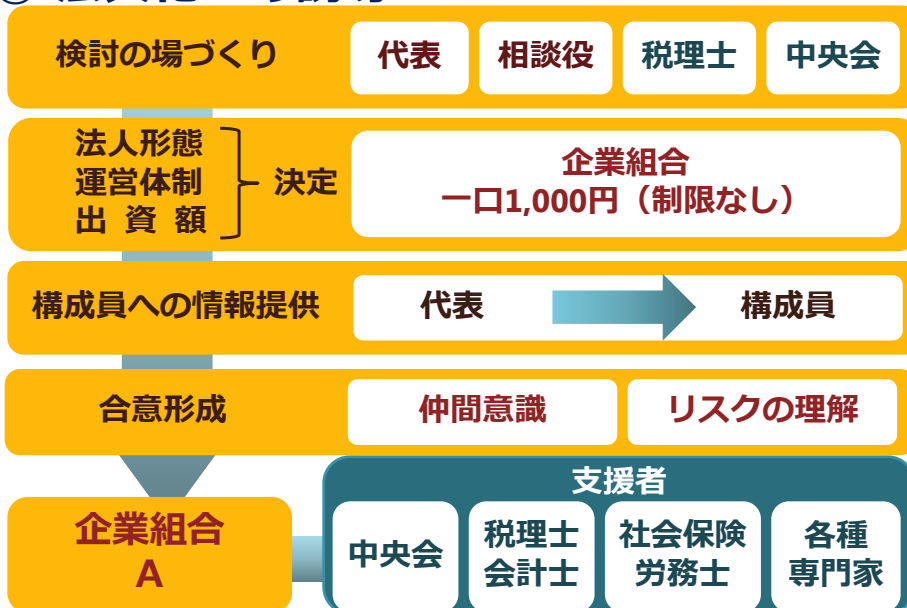 検討の場づくり
代表
相談役
税理士
中央会
法人形態
運営体制
出 資 額
決定
企業組合
一口1,000円（制限なし）
構成員への情報提供
代表
構成員
合意形成
仲間意識
リスクの理解
企業組合
A
支援者
中央会
税理士
会計士
社会保険
労務士
各種
専門家